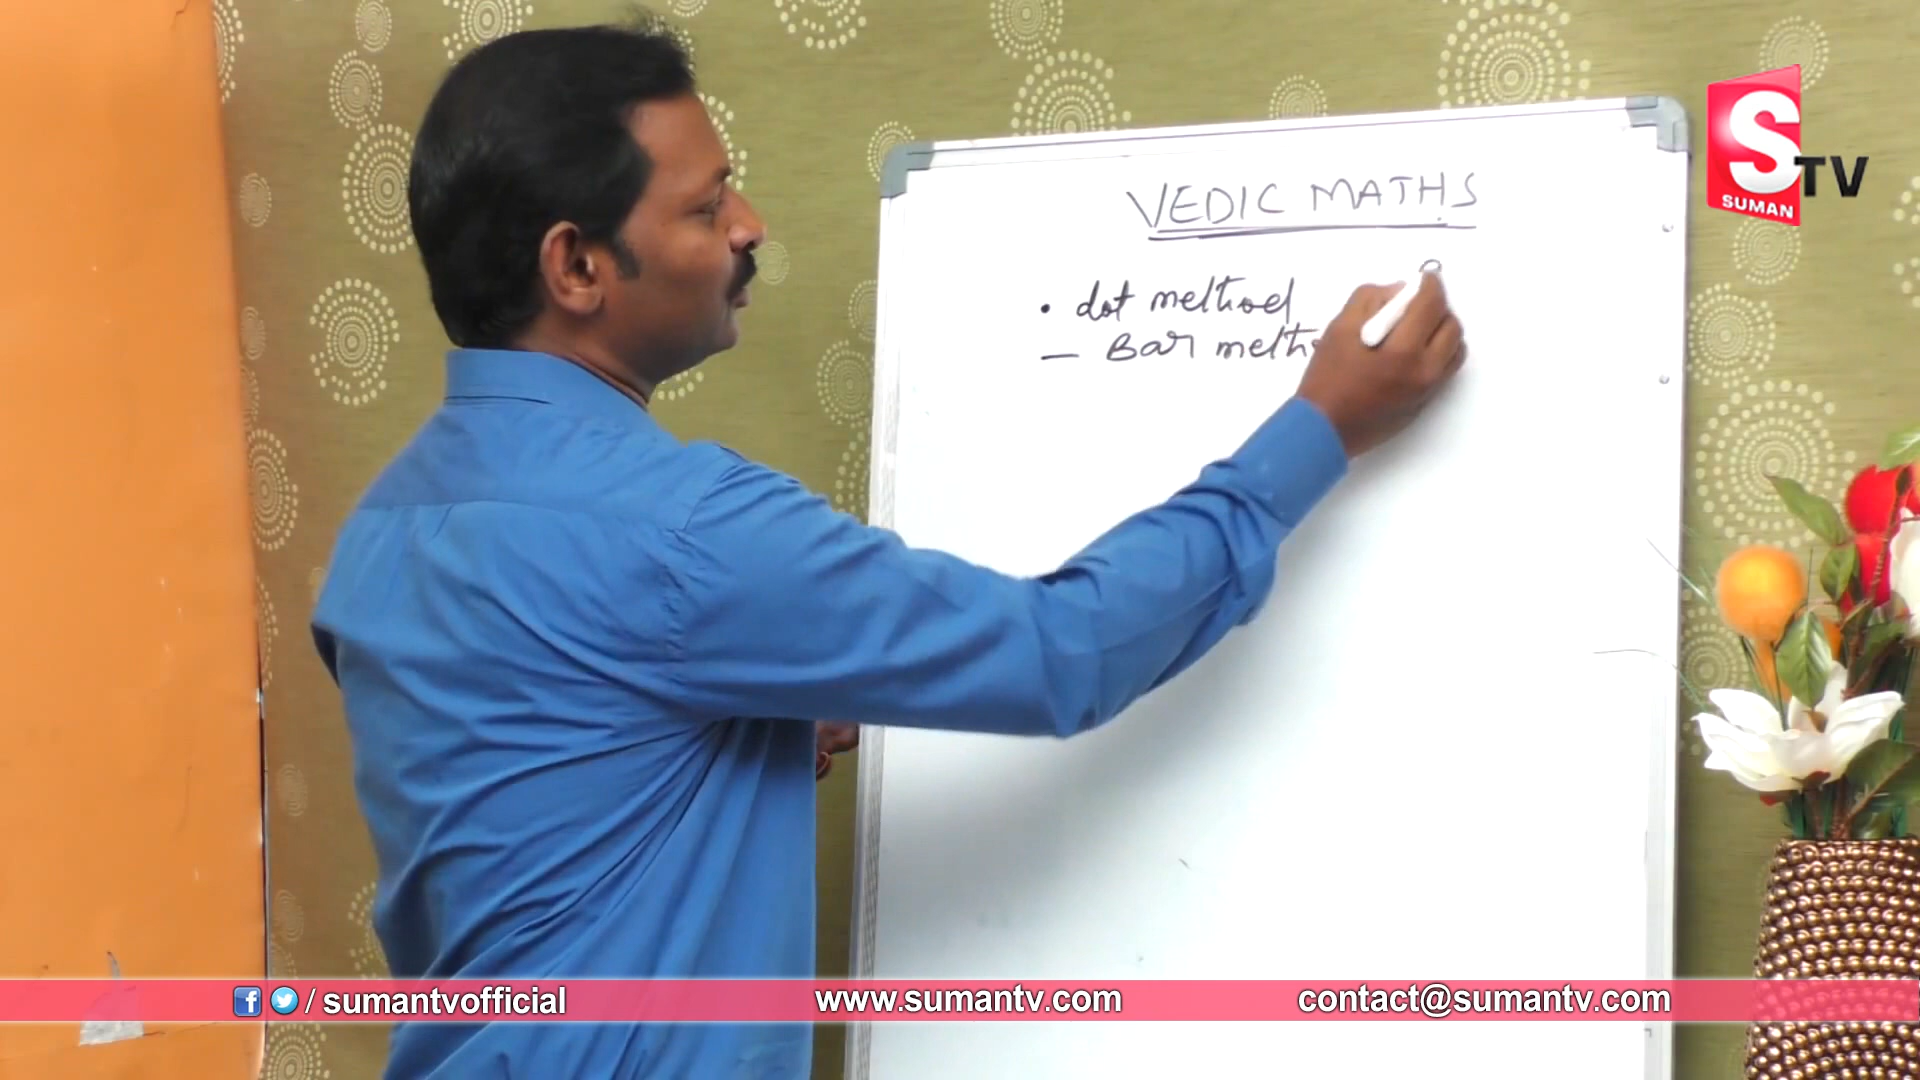 VEDIC MATHS
• dot method
— Bar meth
S TV
SUMAN
/ sumantvofficial
www.sumantv.com
contact@sumantv.com